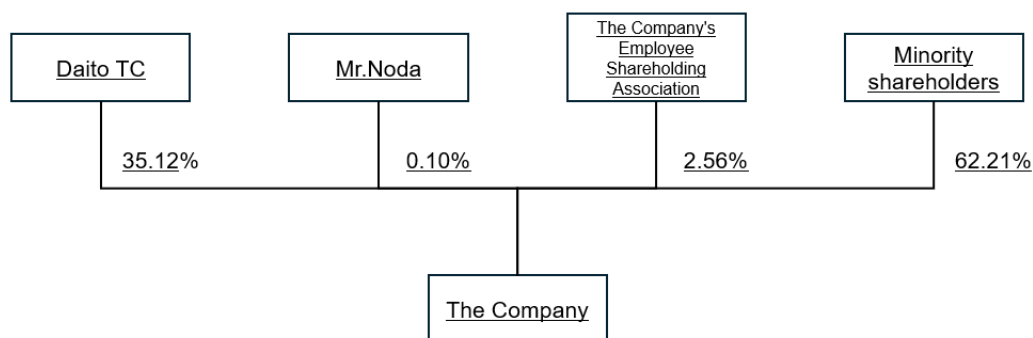 Daito TC
Mr.Noda
The Company's
Employee
Shareholding
Association
Minority
shareholders
35.12%
0.10%
2.56%
62.21%
The Company